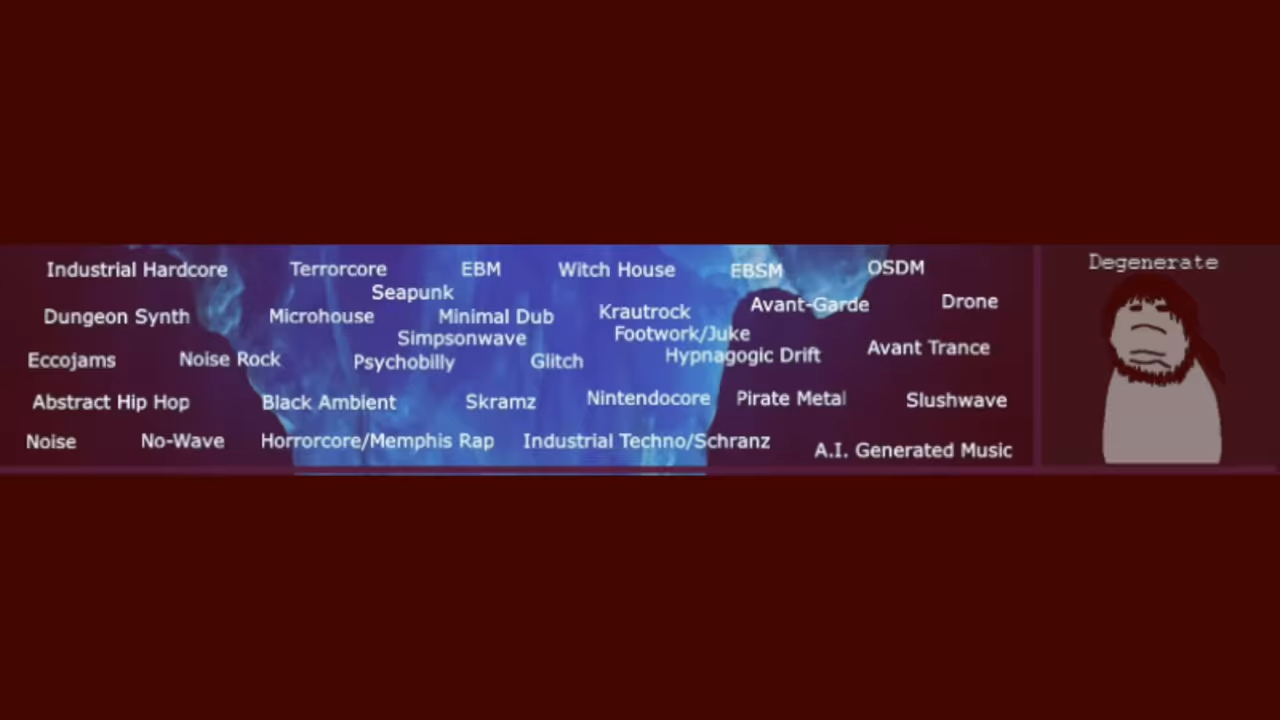 Industrial Hardcore Terrorcore EBM Witch House EBSM OSDM
Degenerate
Seapunk
Dungeon Synth Microhouse Minimal Dub Krautrock Avant-Garde Drone
Simpsonwave Footwork/Juke
Eccojams Noise Rock Psychobilly Glitch Hypnagogic Drift Avant Trance
Abstract Hip Hop Black Ambient Skramz Nintendocore Pirate Metal Slushwave
Noise No-Wave Horrorcore/Memphis Rap Industrial Techno/Schranz A.I. Generated Music